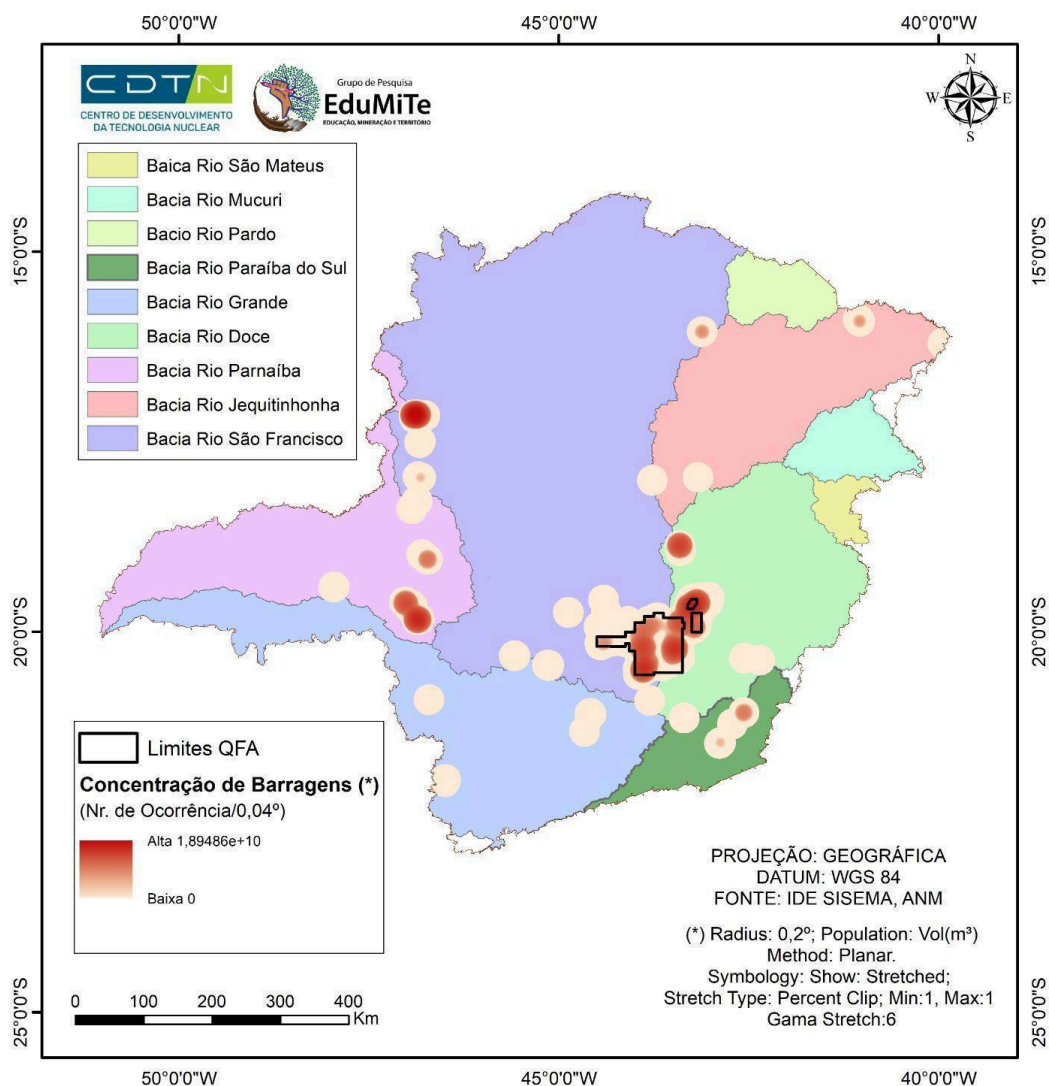 50°0'0"W 45°0'0"W 40°0'0"W
CDTN
CENTRO DE DESENVOLVIMENTO
DA TECNOLOGIA NUCLEAR
Grupo de Pesquisa
EduMiTe
EDUCAÇÃO, MINERAÇÃO E TERRITÓRIO
N
W E
S
Baica Rio São Mateus
Bacia Rio Mucuri
Bacio Rio Pardo
Bacia Rio Paraíba do Sul
Bacia Rio Grande
Bacia Rio Doce
Bacia Rio Parnaíba
Bacia Rio Jequitinhonha
Bacia Rio São Francisco
15°0'0"S 15°0'0"S
20°0'0"S 20°0'0"S
Limites QFA
Concentração de Barragens (*)
(Nr. de Ocorrência/0,04º)
Alta 1,89486e+10
Baixa 0
PROJEÇÃO: GEOGRÁFICA
DATUM: WGS 84
FONTE: IDE SISEMA, ANM
(*) Radius: 0,2º; Population: Vol(m³)
Method: Planar.
Symbology: Show: Stretched;
Stretch Type: Percent Clip; Min:1, Max:1
Gama Stretch:6
0 100 200 300 400
Km
25°0'0"S 25°0'0"S
50°0'0"W 45°0'0"W 40°0'0"W